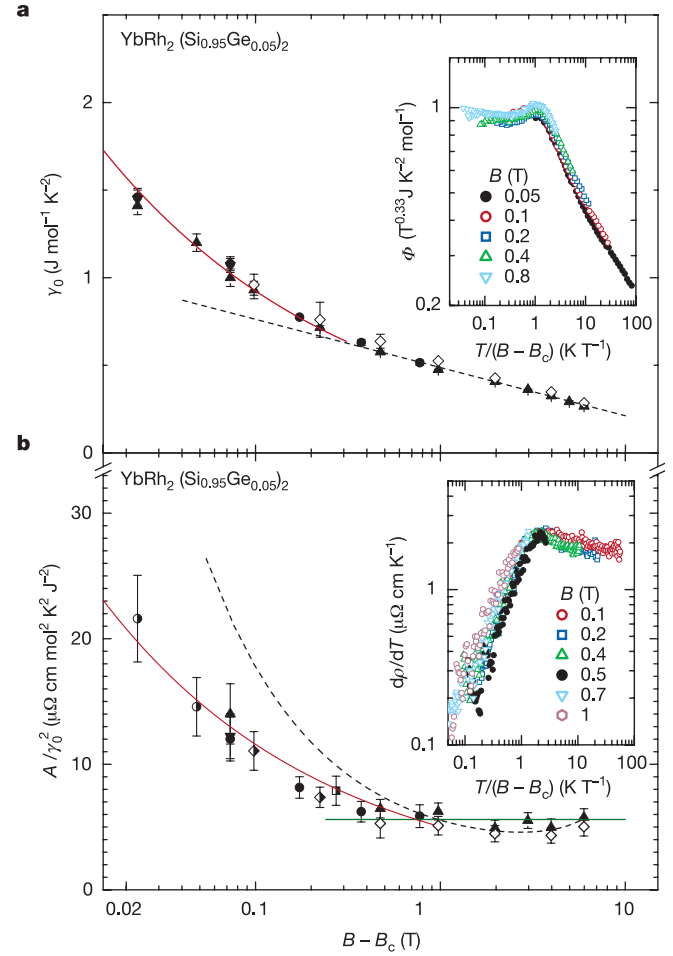 a
YbRh₂ (Si₀.₉₅Ge₀.₀₅)₂
2
1
0
γ₀ (J mol⁻¹ K⁻²)
1
0.2
Φ (T⁰·³³J K⁻² mol⁻¹)
B (T)
0.05
0.1
0.2
0.4
0.8
0.1 1 10 100
T/(B – Bc) (K T⁻¹)
b
YbRh₂ (Si₀.₉₅Ge₀.₀₅)₂
30
20
10
0
A/γ₀² (μΩ cm mol² K² J⁻²)
1
0.1
dρ/dT (μΩ cm K⁻¹)
B (T)
0.1
0.2
0.4
0.5
0.7
1
0.1 1 10 100
T/(B – Bc) (K T⁻¹)
0.02 0.1 1 10
B – Bc (T)